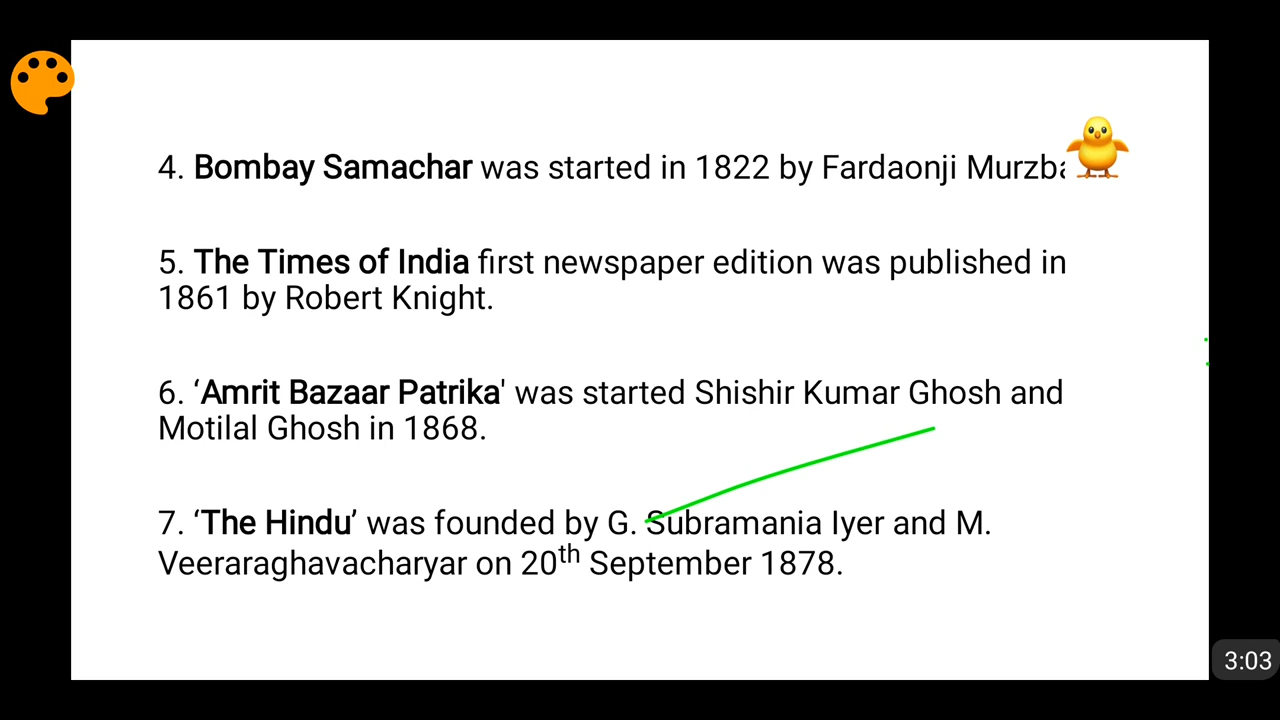 4. Bombay Samachar was started in 1822 by Fardaonji
5. The Times of India first newspaper edition was published in
1861 by Robert Knight.
6. ‘Amrit Bazaar Patrika' was started Shishir Kumar Ghosh and
Motilal Ghosh in 1868.
7. ‘The Hindu’ was founded by G. Subramania Iyer and M.
Veeraraghavacharyar on 20th September 1878.
3:03